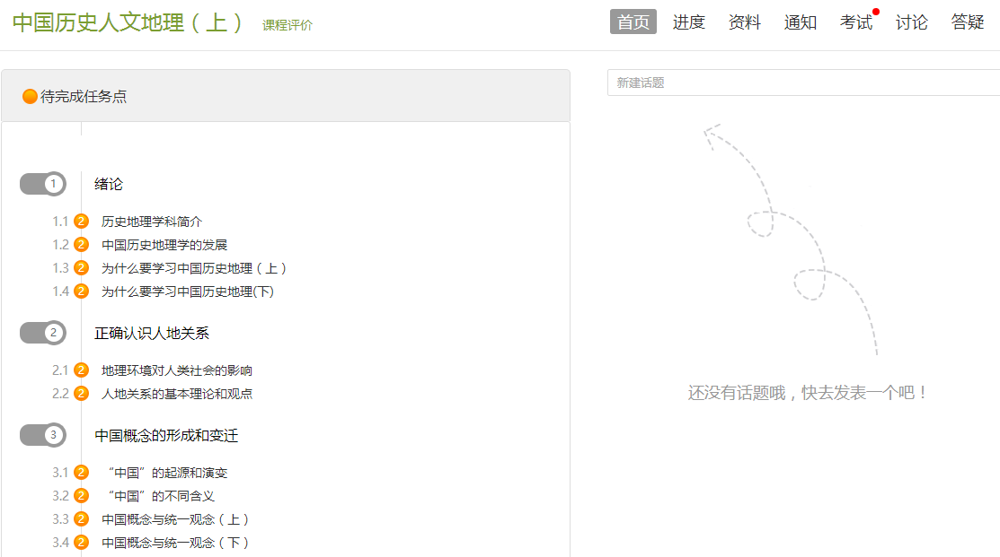 中国历史人文地理（上） 课程评价
首页 进度 资料 通知 考试 讨论 答疑
待完成任务点
1 绪论
1.1 2 历史地理学科简介
1.2 2 中国历史地理学的发展
1.3 2 为什么要学习中国历史地理（上）
1.4 2 为什么要学习中国历史地理(下)
2 正确认识人地关系
2.1 2 地理环境对人类社会的影响
2.2 2 人地关系的基本理论和观点
3 中国概念的形成和变迁
3.1 2 “中国”的起源和演变
3.2 2 “中国”的不同含义
3.3 2 中国概念与统一观念（上）
3.4 2 中国概念与统一观念（下）
新建话题
还没有话题哦，快去发表一个吧！